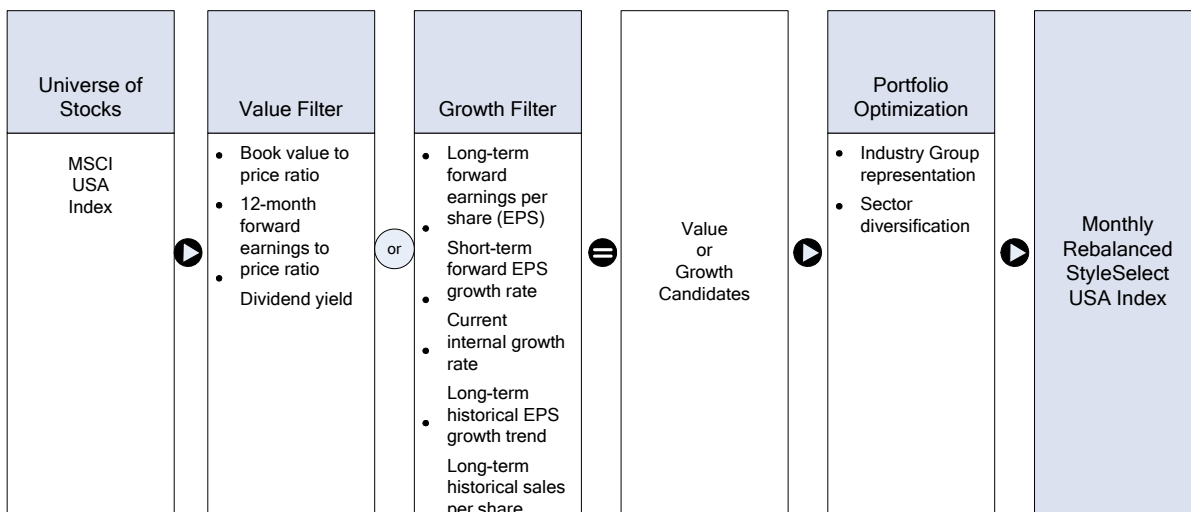 Universe of
Stocks
MSCI
USA
Index
Value Filter
• Book value to
price ratio
• 12-month
forward
earnings to
price ratio
• Dividend yield
or
Growth Filter
• Long-term
forward
earnings per
share (EPS)
• Short-term
forward EPS
growth rate
• Current
internal growth
rate
• Long-term
historical EPS
growth trend
• Long-term
historical sales
per share
=
Value
or
Growth
Candidates
Portfolio
Optimization
• Industry Group
representation
• Sector
diversification
Monthly
Rebalanced
StyleSelect
USA Index